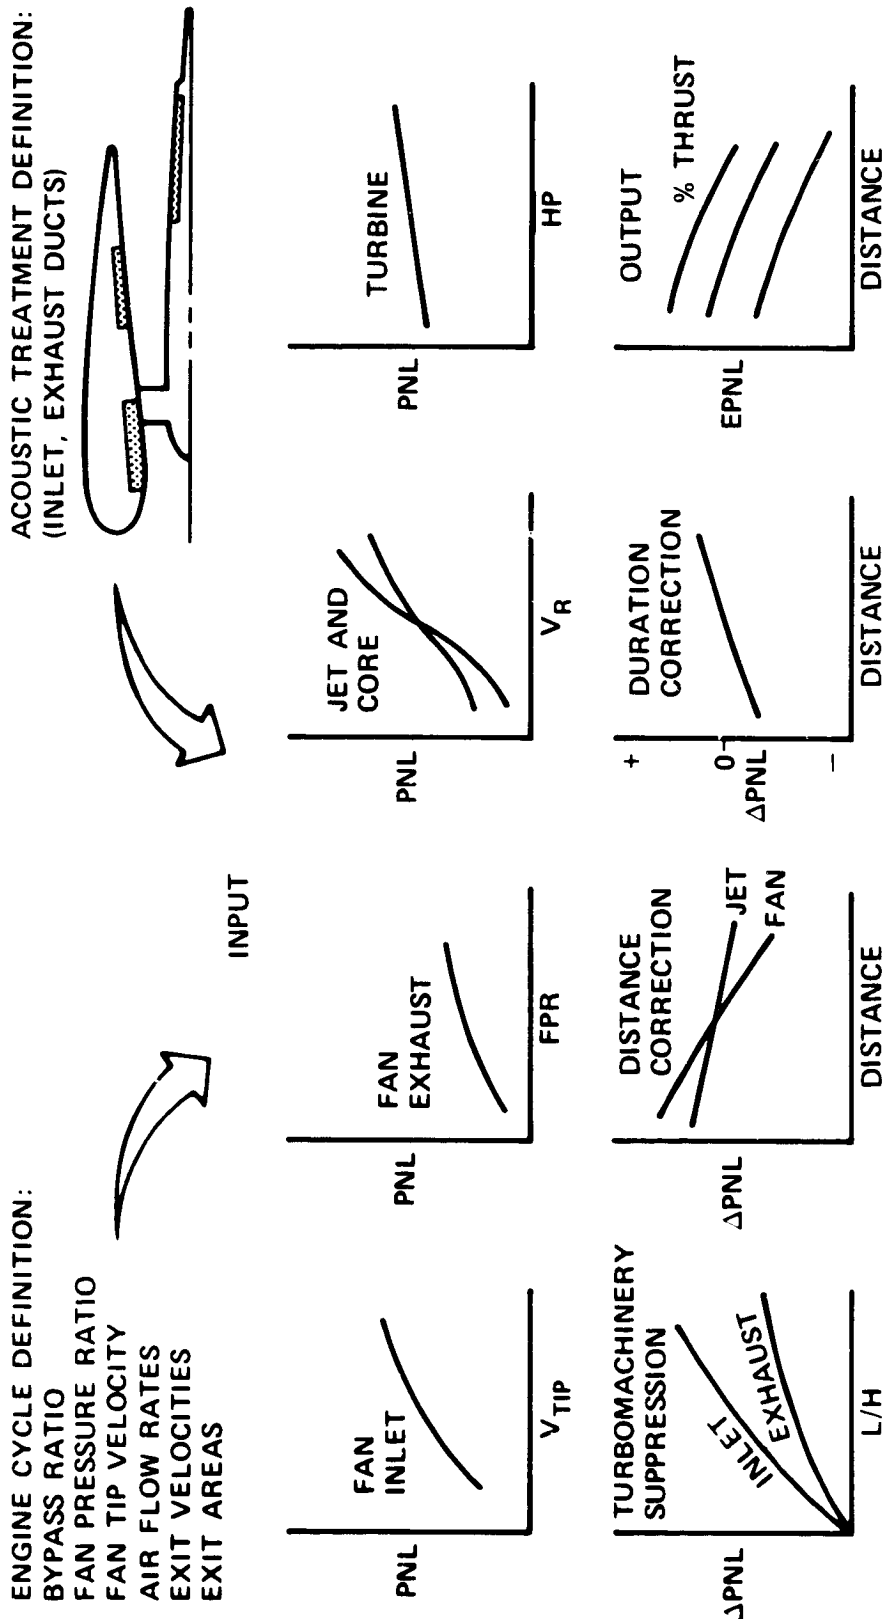 ENGINE CYCLE DEFINITION:
BYPASS RATIO
FAN PRESSURE RATIO
FAN TIP VELOCITY
AIR FLOW RATES
EXIT VELOCITIES
EXIT AREAS
ACOUSTIC TREATMENT DEFINITION:
(INLET, EXHAUST DUCTS)
INPUT
PNL
FAN
INLET
VTIP
PNL
FAN
EXHAUST
FPR
PNL
JET AND
CORE
VR
PNL
TURBINE
HP
ΔPNL
TURBOMACHINERY
SUPPRESSION
INLET
EXHAUST
L/H
ΔPNL
DISTANCE
CORRECTION
JET
FAN
DISTANCE
+
0
ΔPNL
−
DURATION
CORRECTION
DISTANCE
EPNL
OUTPUT
% THRUST
DISTANCE